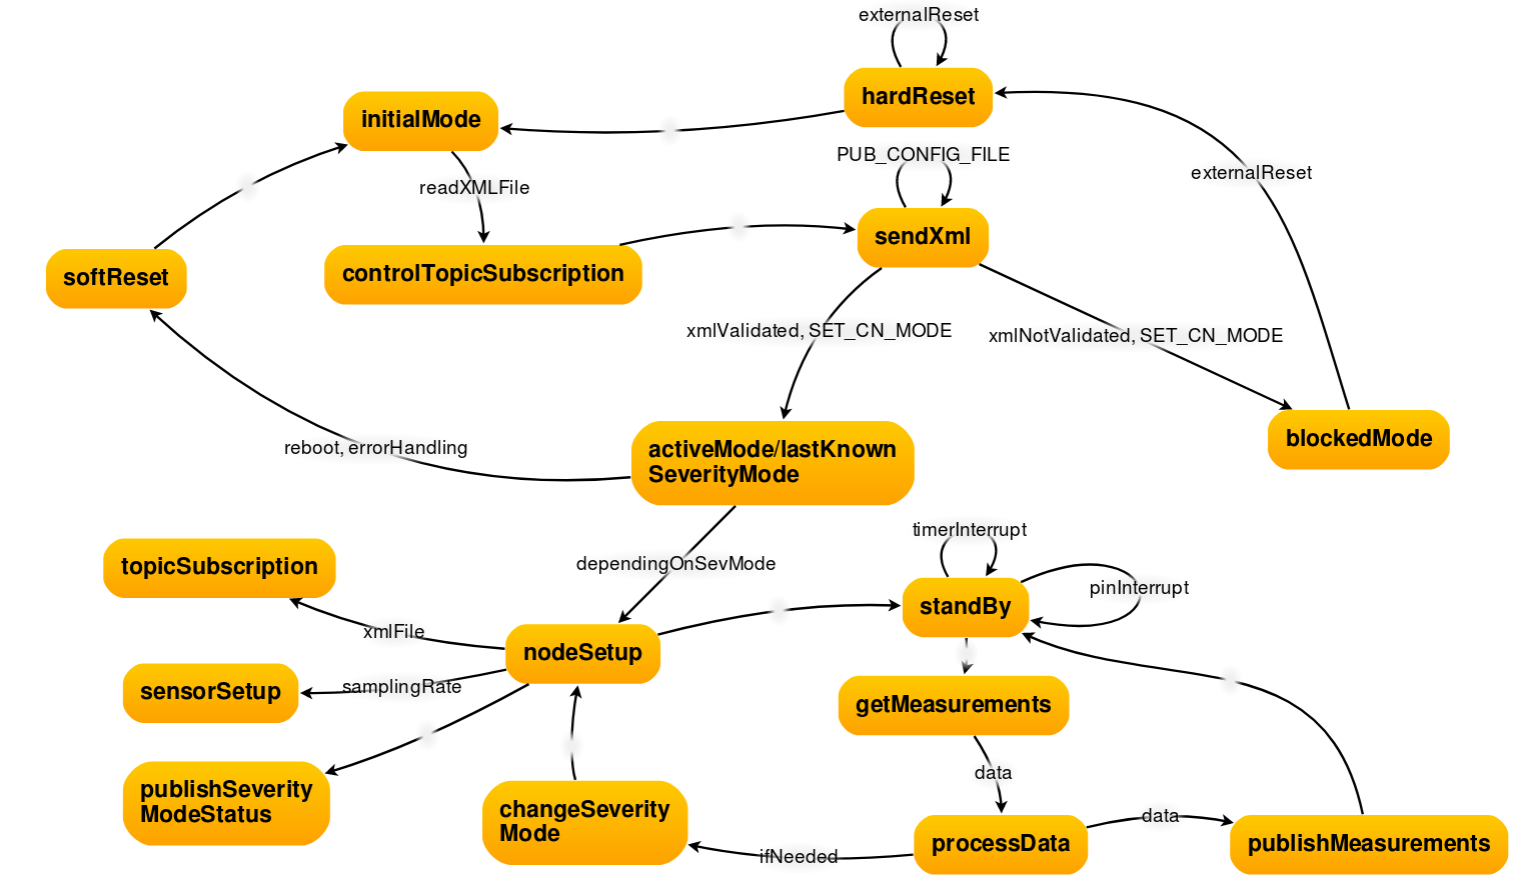 externalReset
hardReset
initialMode
PUB_CONFIG_FILE
externalReset
readXMLFile
sendXml
softReset
controlTopicSubscription
xmlValidated, SET_CN_MODE
xmlNotValidated, SET_CN_MODE
blockedMode
reboot, errorHandling
activeMode/lastKnown
SeverityMode
timerInterrupt
topicSubscription
dependingOnSevMode
pinInterrupt
standBy
xmlFile
nodeSetup
sensorSetup
samplingRate
getMeasurements
data
publishSeverity
ModeStatus
changeSeverity
Mode
data
ifNeeded
processData
publishMeasurements